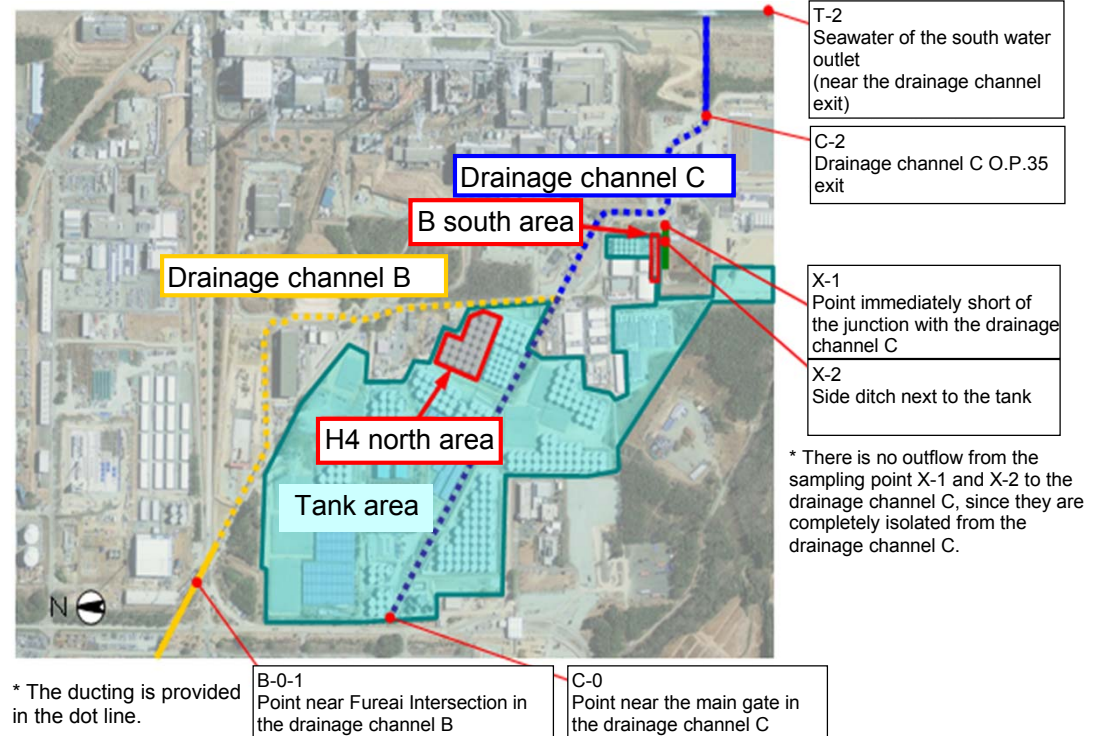 T-2
Seawater of the south water
outlet
(near the drainage channel
exit)
C-2
Drainage channel C O.P.35
exit
Drainage channel C
B south area
Drainage channel B
X-1
Point immediately short of
the junction with the drainage
channel C
X-2
Side ditch next to the tank
H4 north area
* There is no outflow from the
sampling point X-1 and X-2 to the
drainage channel C, since they are
completely isolated from the
drainage channel C.
Tank area
N
* The ducting is provided
in the dot line.
B-0-1
Point near Fureai Intersection in
the drainage channel B
C-0
Point near the main gate in
the drainage channel C